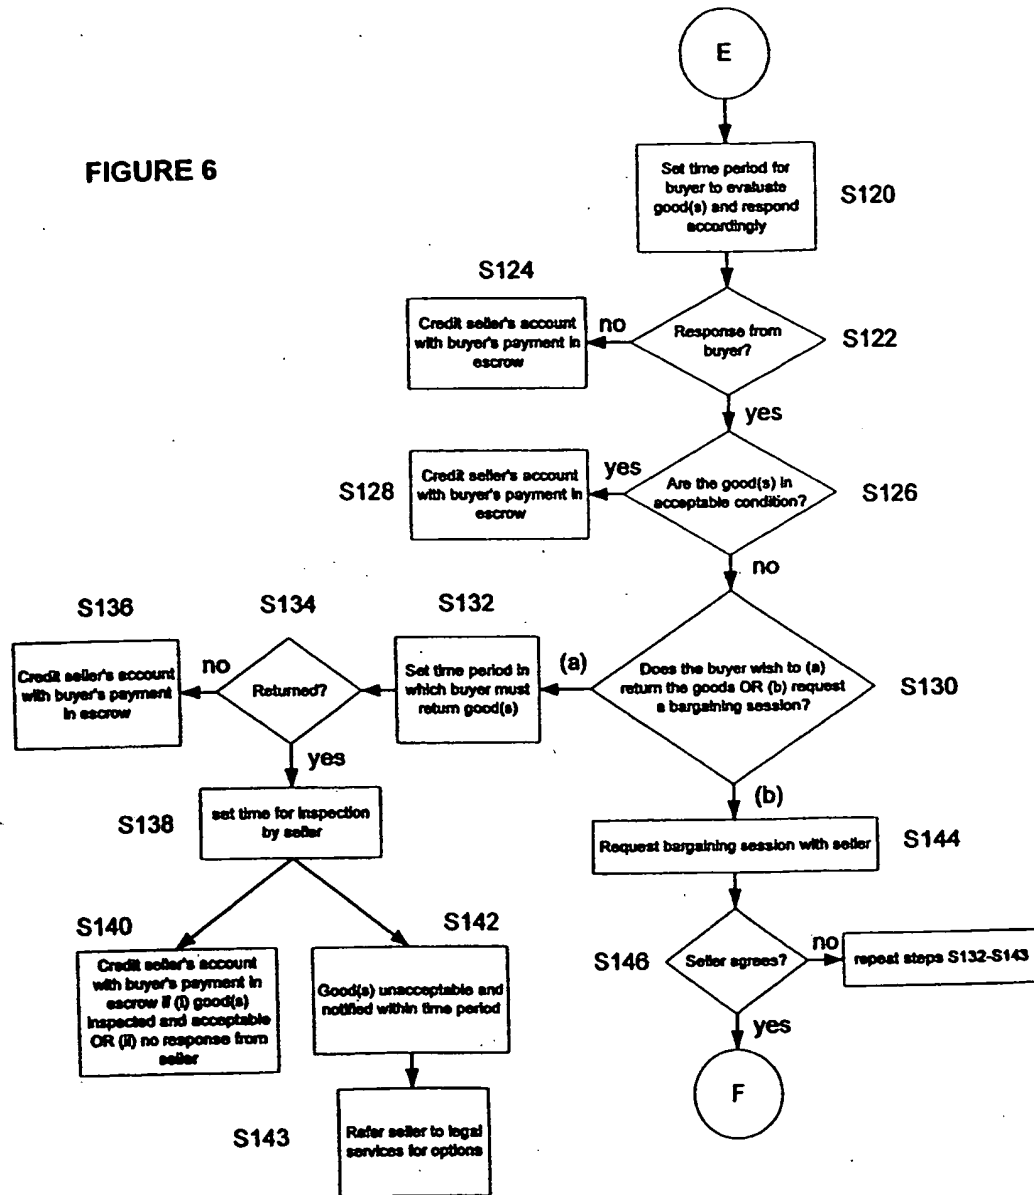 E
FIGURE 6
Set time period for
buyer to evaluate
good(s) and respond
accordingly
S120
S124
Credit seller's account
with buyer's payment in
escrow
no
Response from
buyer?
S122
yes
S128
Credit seller's account
with buyer's payment in
escrow
yes
Are the good(s) in
acceptable condition?
S126
no
S136
S134
S132
Credit seller's account
with buyer's payment
in escrow
no
Returned?
Set time period in
which buyer must
return good(s)
(a)
Does the buyer wish to (a)
return the goods OR (b) request
a bargaining session?
S130
yes
(b)
S138
set time for inspection
by seller
Request bargaining session with seller
S144
S140
S142
Credit seller's account
with buyer's payment in
escrow if (i) good(s)
inspected and acceptable
OR (ii) no response from
seller
Good(s) unacceptable and
notified within time period
S146
Seller agrees?
no
repeat steps S132-S143
yes
F
S143
Refer seller to legal
services for options